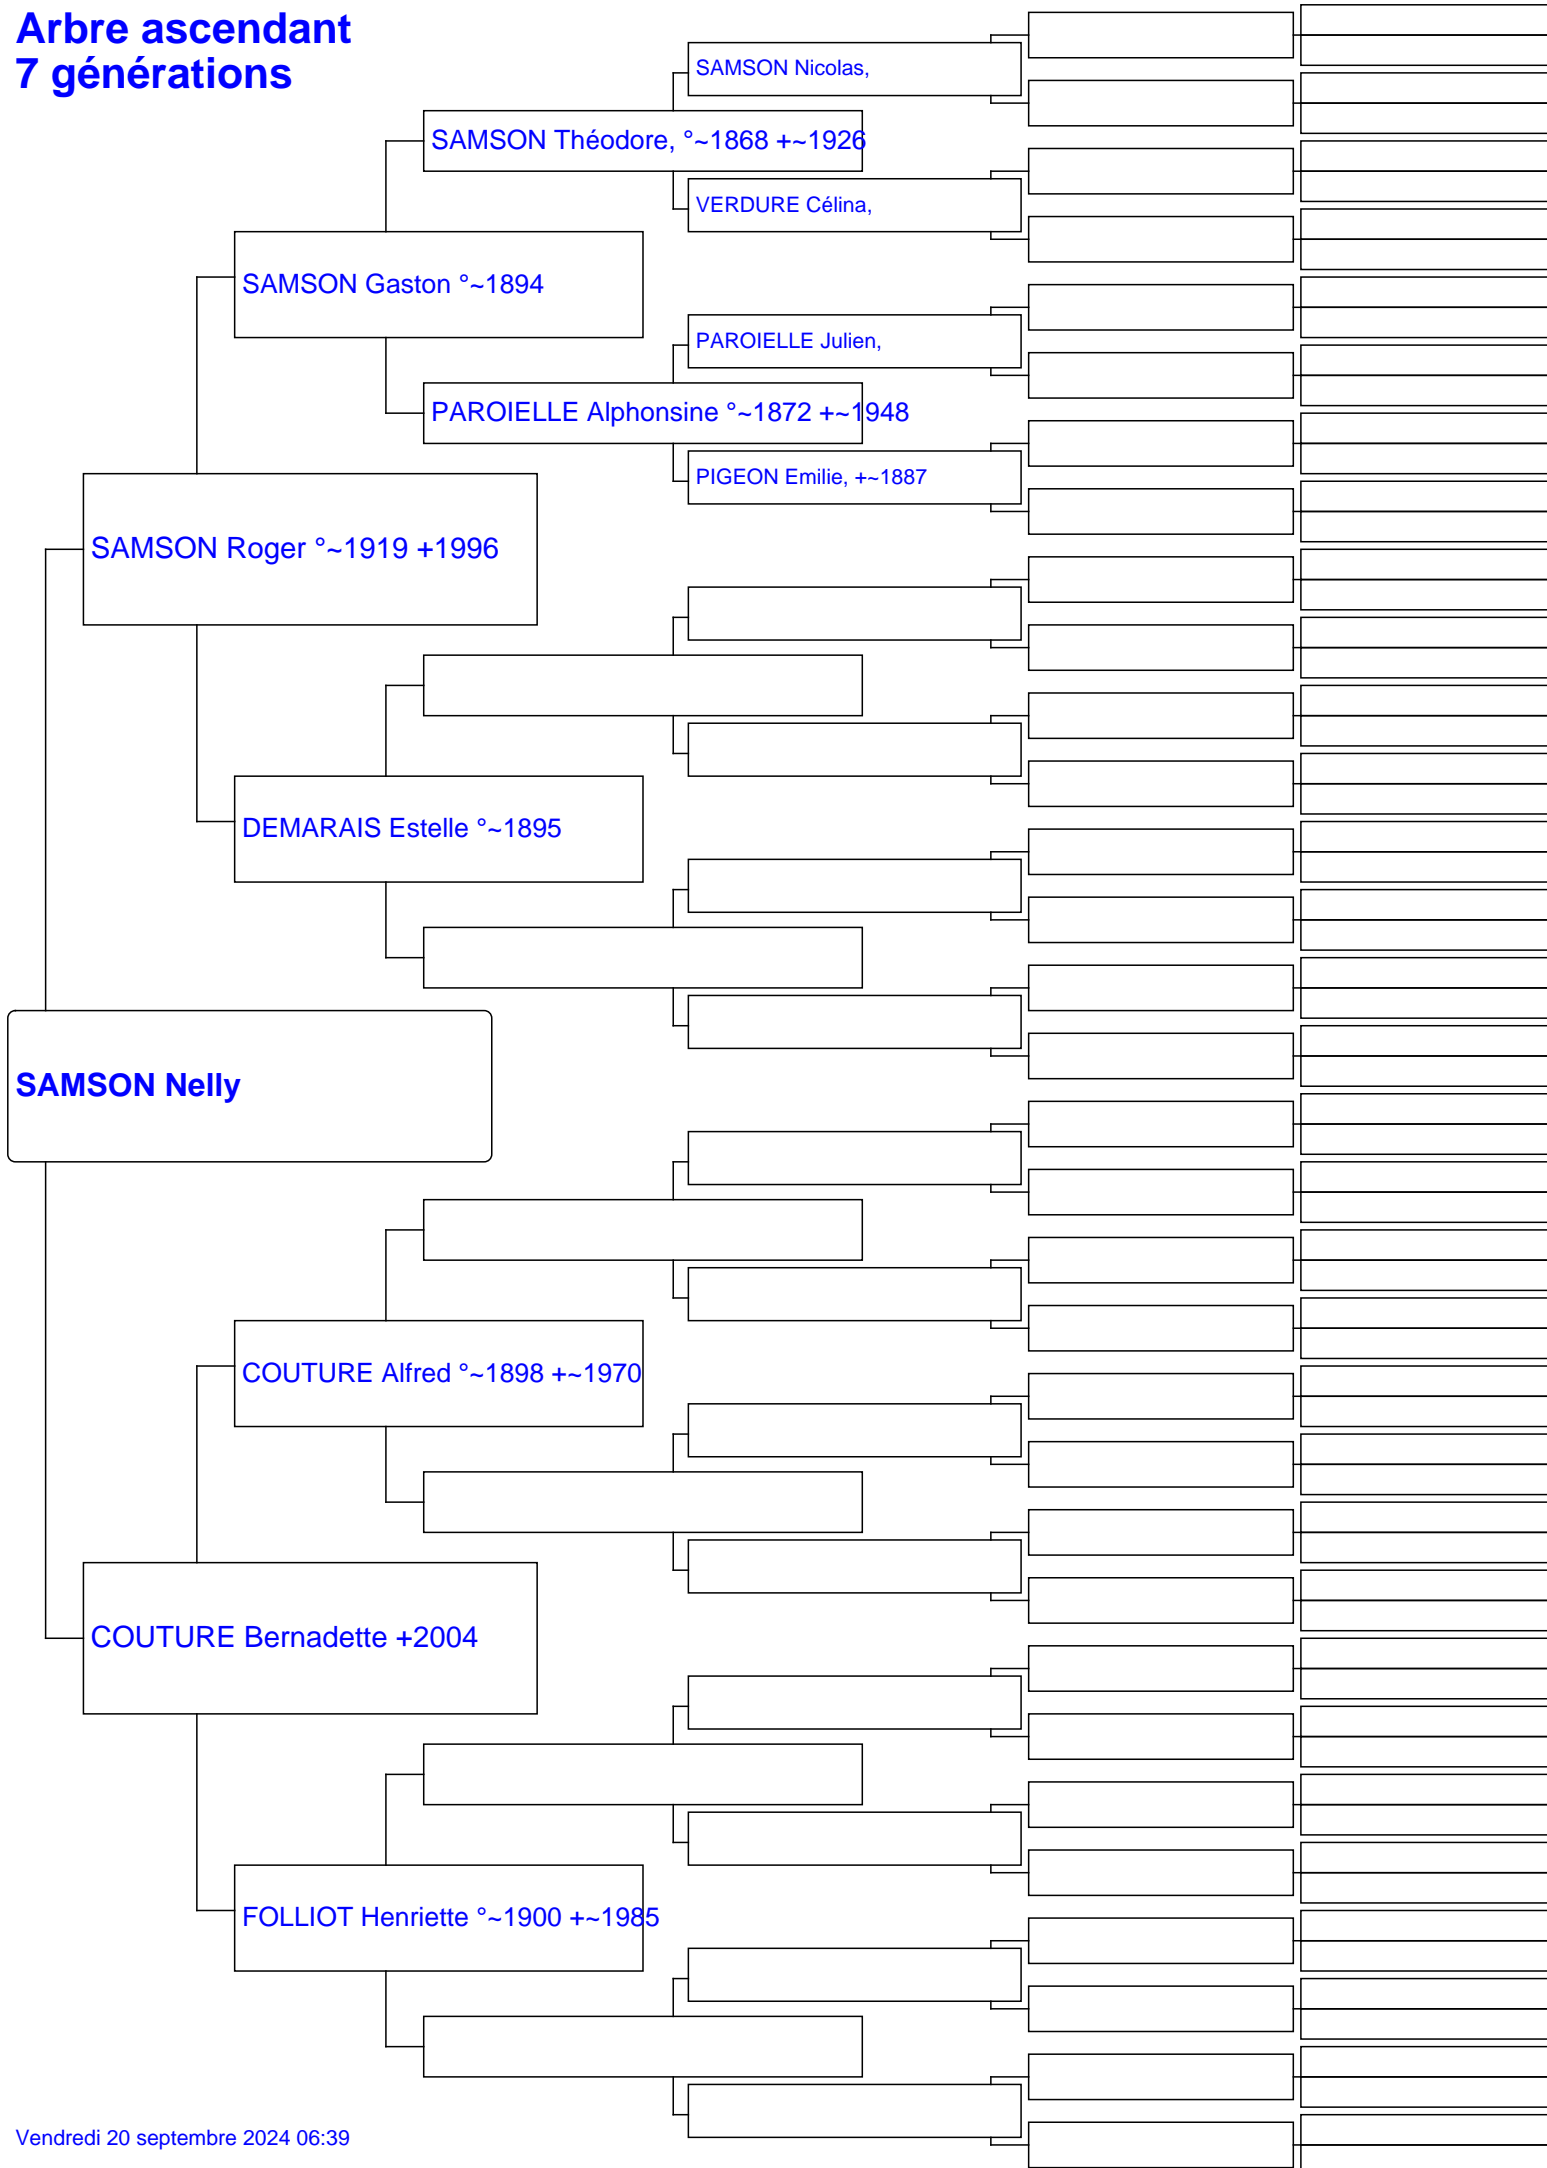 Arbre ascendant
7 générations
SAMSON Nicolas,
SAMSON Théodore, °~1868 +~1926
VERDURE Célina,
SAMSON Gaston °~1894
PAROIELLE Julien,
PAROIELLE Alphonsine °~1872 +~1948
PIGEON Emilie, +~1887
SAMSON Roger °~1919 +1996
DEMARAIS Estelle °~1895
SAMSON Nelly
COUTURE Alfred °~1898 +~1970
COUTURE Bernadette +2004
FOLLIOT Henriette °~1900 +~1985
Vendredi 20 septembre 2024 06:39